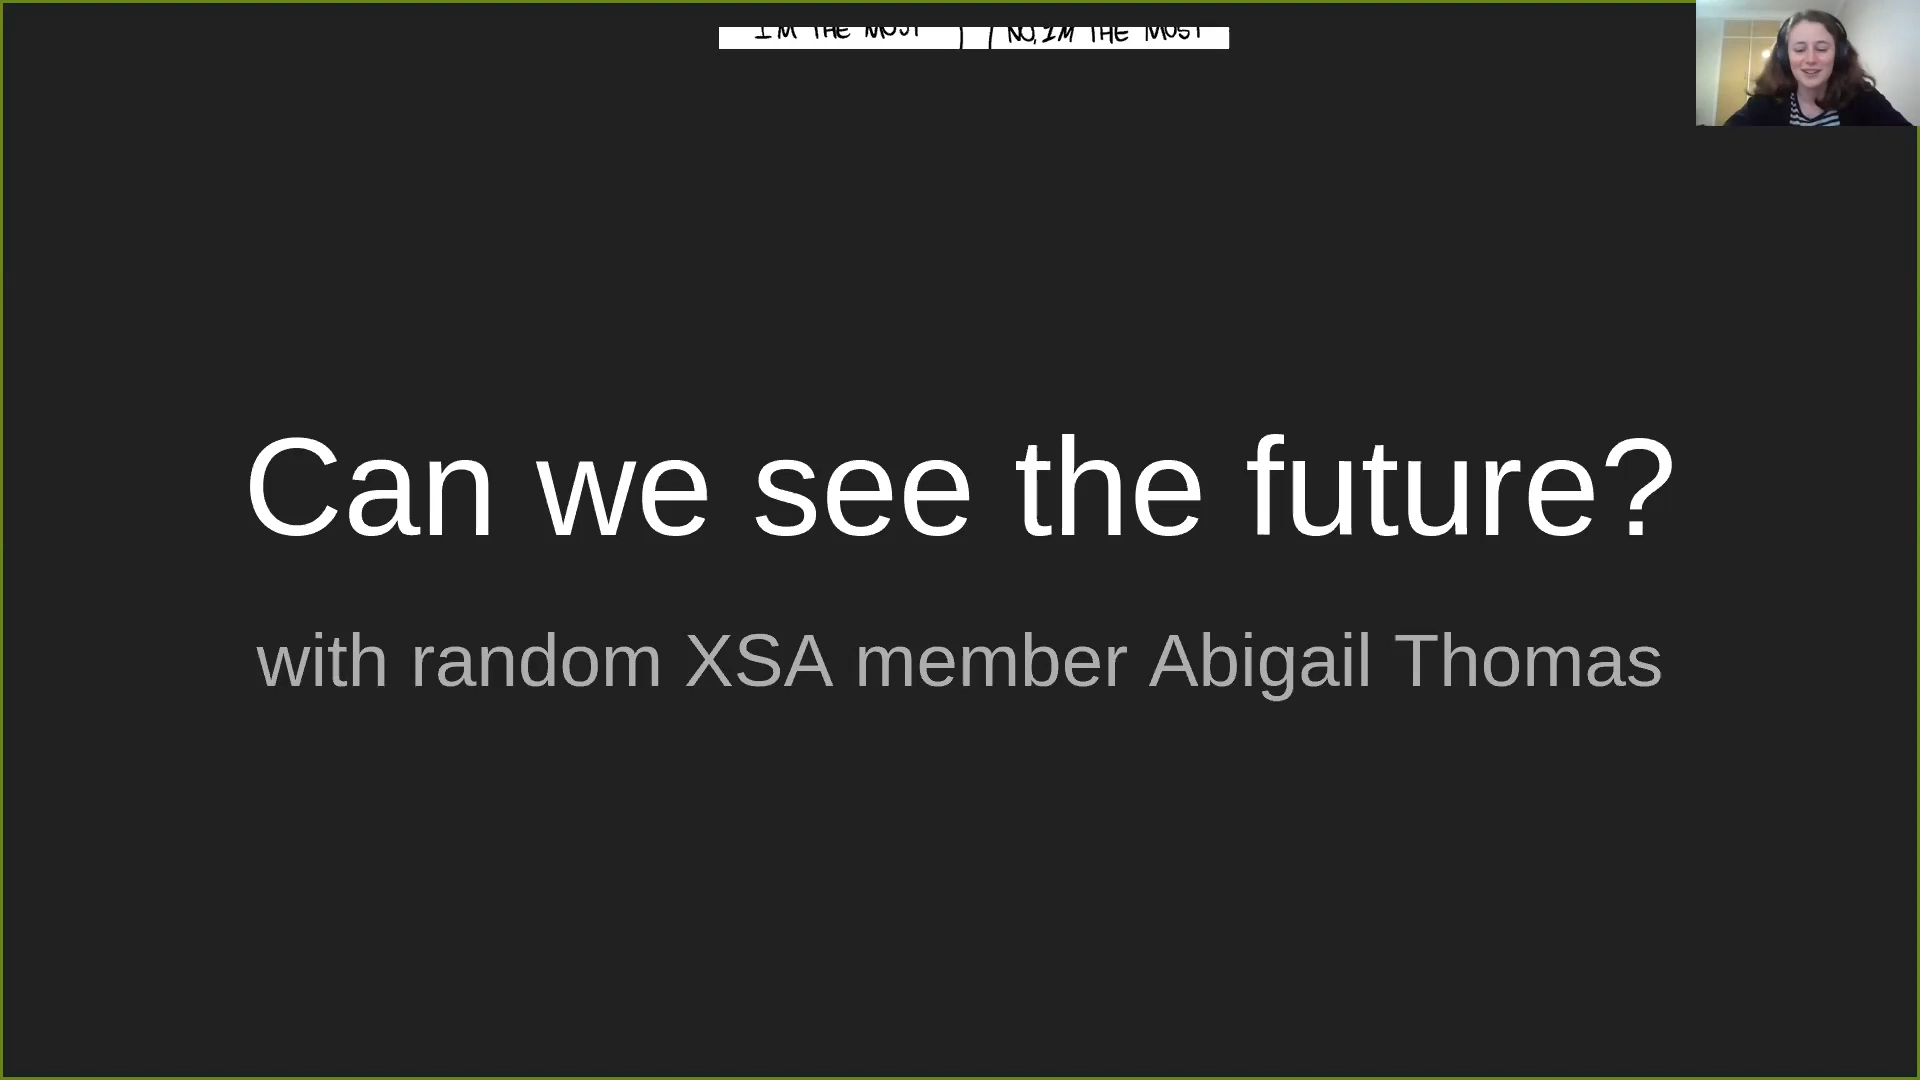 I'M THE MOST
NO, I'M THE MOST
Can we see the future?
with random XSA member Abigail Thomas